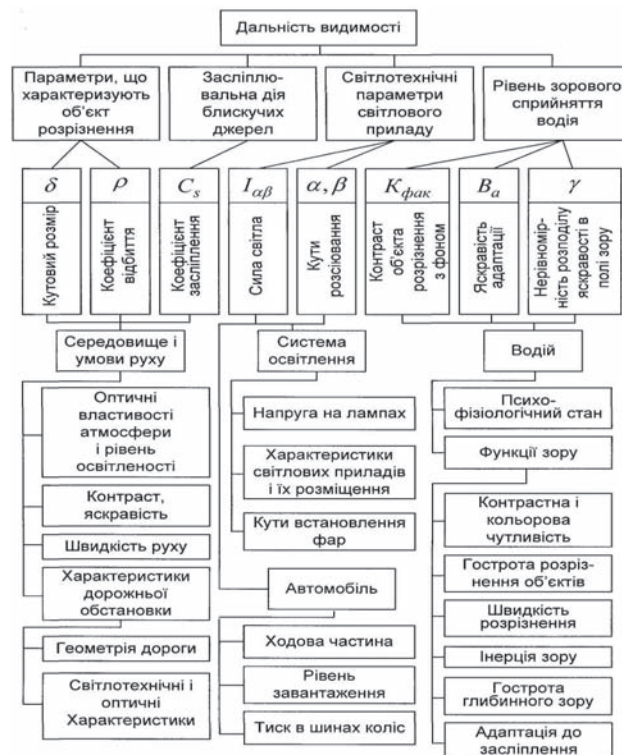 Дальність видимості
Параметри, що
характеризують
об'єкт
розрізнення
Засліплю-
вальна дія
блискучих
джерел
Світлотехнічні
параметри
світлового
приладу
Рівень зорового
сприйняття
водія
δ
Кутовий розмір
ρ
Коефіцієнт
відбиття
C_s
Коефіцієнт
засліплення
I_αβ
Сила світла
α, β
Кути
розсіювання
K_фак
Контраст
об'єкта
розрізнення
з фоном
B_a
Яскравість
адаптації
γ
Нерівномір-
ність розподілу
яскравості в
полі зору
Середовище і
умови руху
Оптичні
властивості
атмосфери
і рівень
освітленості
Контраст,
яскравість
Швидкість руху
Характеристики
дорожньої
обстановки
Геометрія дороги
Світлотехнічні і
оптичні
Характеристики
Система
освітлення
Напруга на лампах
Характеристики
світлових приладів
і їх розміщення
Кути встановлення
фар
Автомобіль
Ходова частина
Рівень
завантаження
Тиск в шинах коліс
Водій
Психо-
фізіологічний стан
Функції зору
Контрастна і
кольорова
чутливість
Гострота розріз-
нення об'єктів
Швидкість
розрізнення
Інерція зору
Гострота
глибинного зору
Адаптація до
засліплення